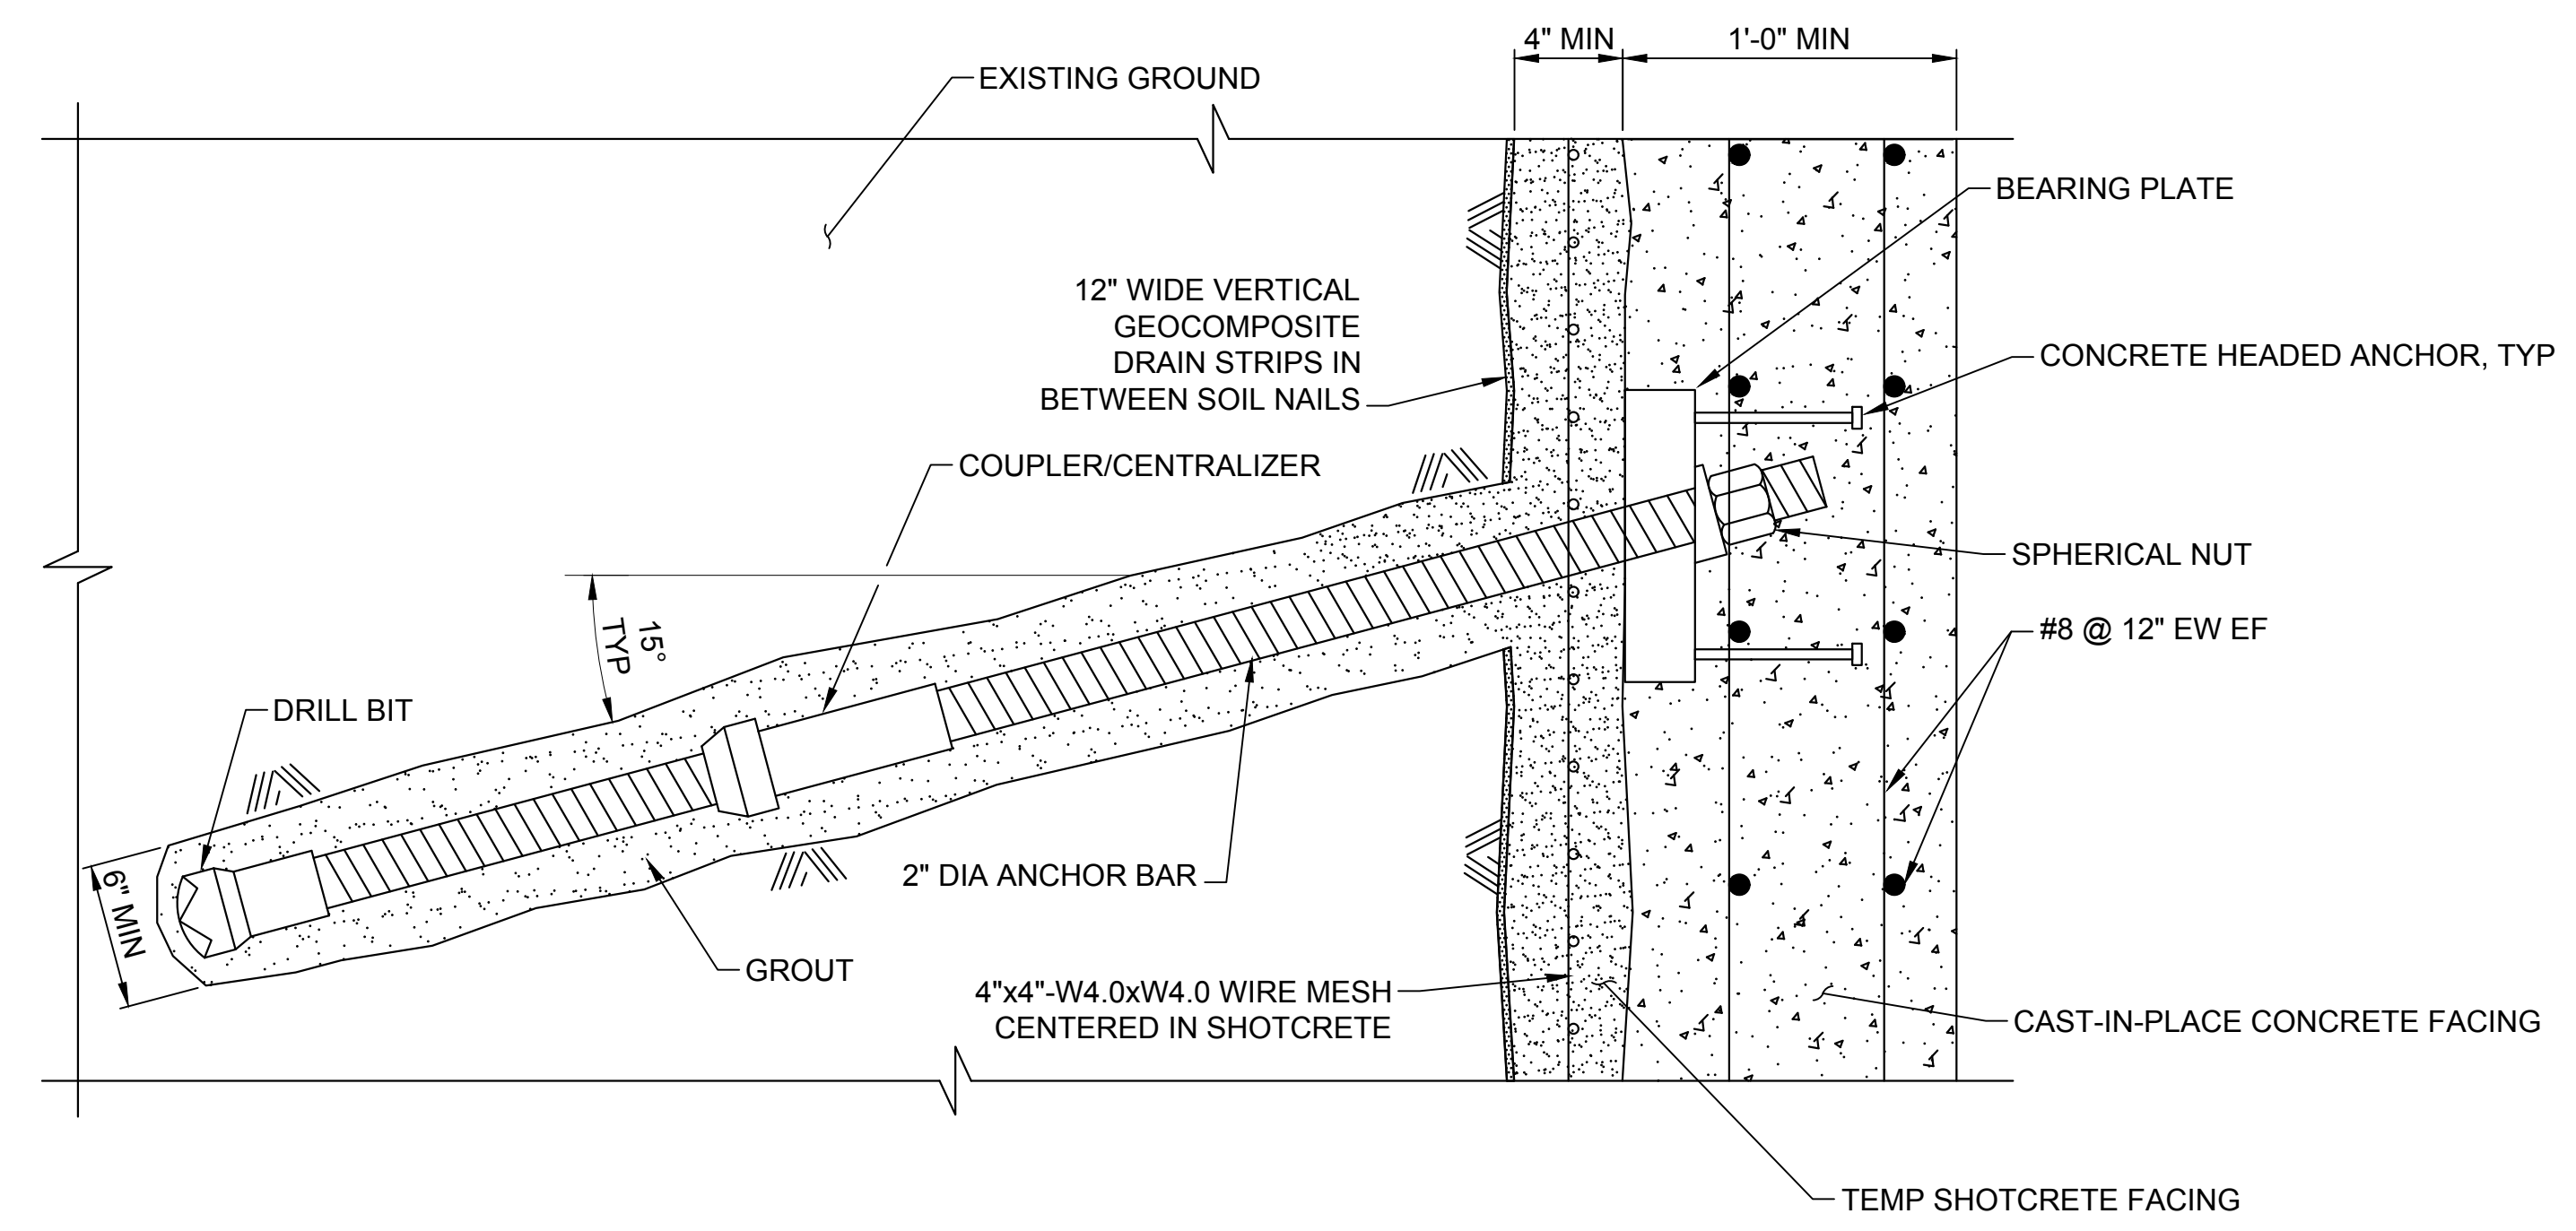 4" MIN
1'-0" MIN
EXISTING GROUND
BEARING PLATE
12" WIDE VERTICAL
GEOCOMPOSITE
DRAIN STRIPS IN
BETWEEN SOIL NAILS
CONCRETE HEADED ANCHOR, TYP
COUPLER/CENTRALIZER
SPHERICAL NUT
#8 @ 12" EW EF
15°
TYP
DRILL BIT
2" DIA ANCHOR BAR
6" MIN
GROUT
4"x4"-W4.0xW4.0 WIRE MESH
CENTERED IN SHOTCRETE
CAST-IN-PLACE CONCRETE FACING
TEMP SHOTCRETE FACING